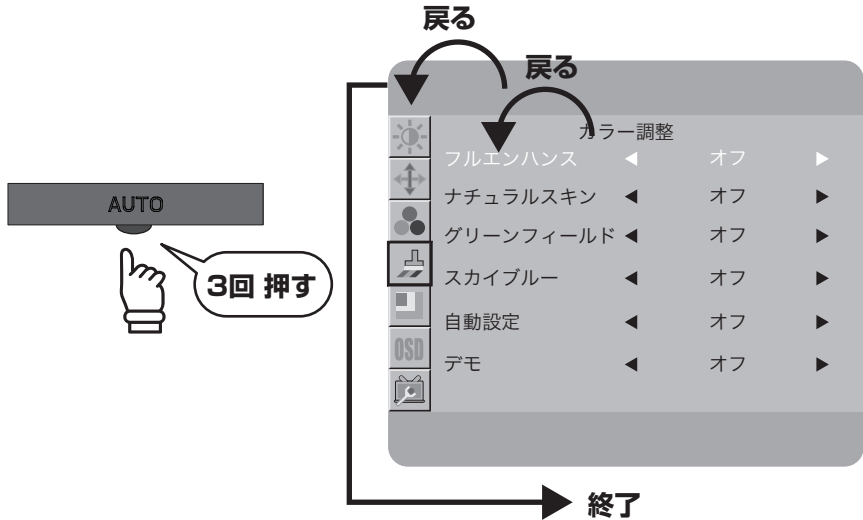 戻る
戻る
カラー調整
フルエンハンス ◀ オフ ▶
ナチュラルスキン ◀ オフ ▶
グリーンフィールド ◀ オフ ▶
スカイブルー ◀ オフ ▶
自動設定 ◀ オフ ▶
デモ ◀ オフ ▶
OSD
AUTO
3回 押す
終了